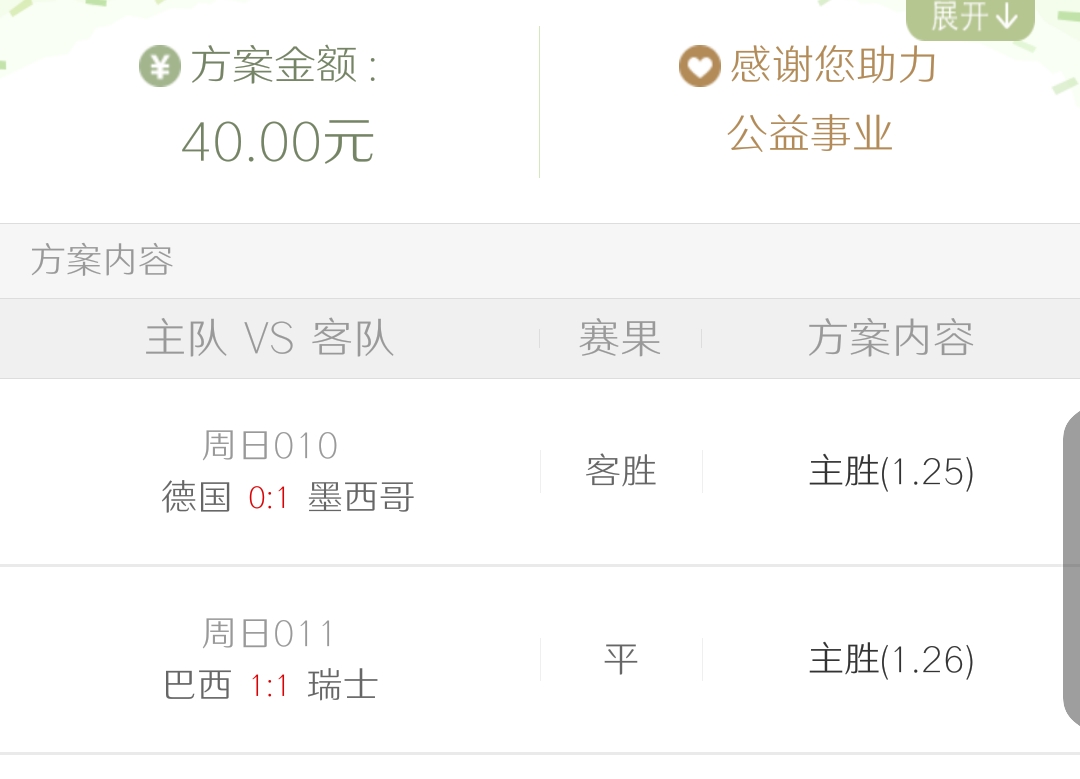 展开↓
¥ 方案金额：
40.00元
感谢您助力
公益事业
方案内容
主队 VS 客队
赛果
方案内容
周日010
德国 0:1 墨西哥
客胜
主胜(1.25)
周日011
巴西 1:1 瑞士
平
主胜(1.26)